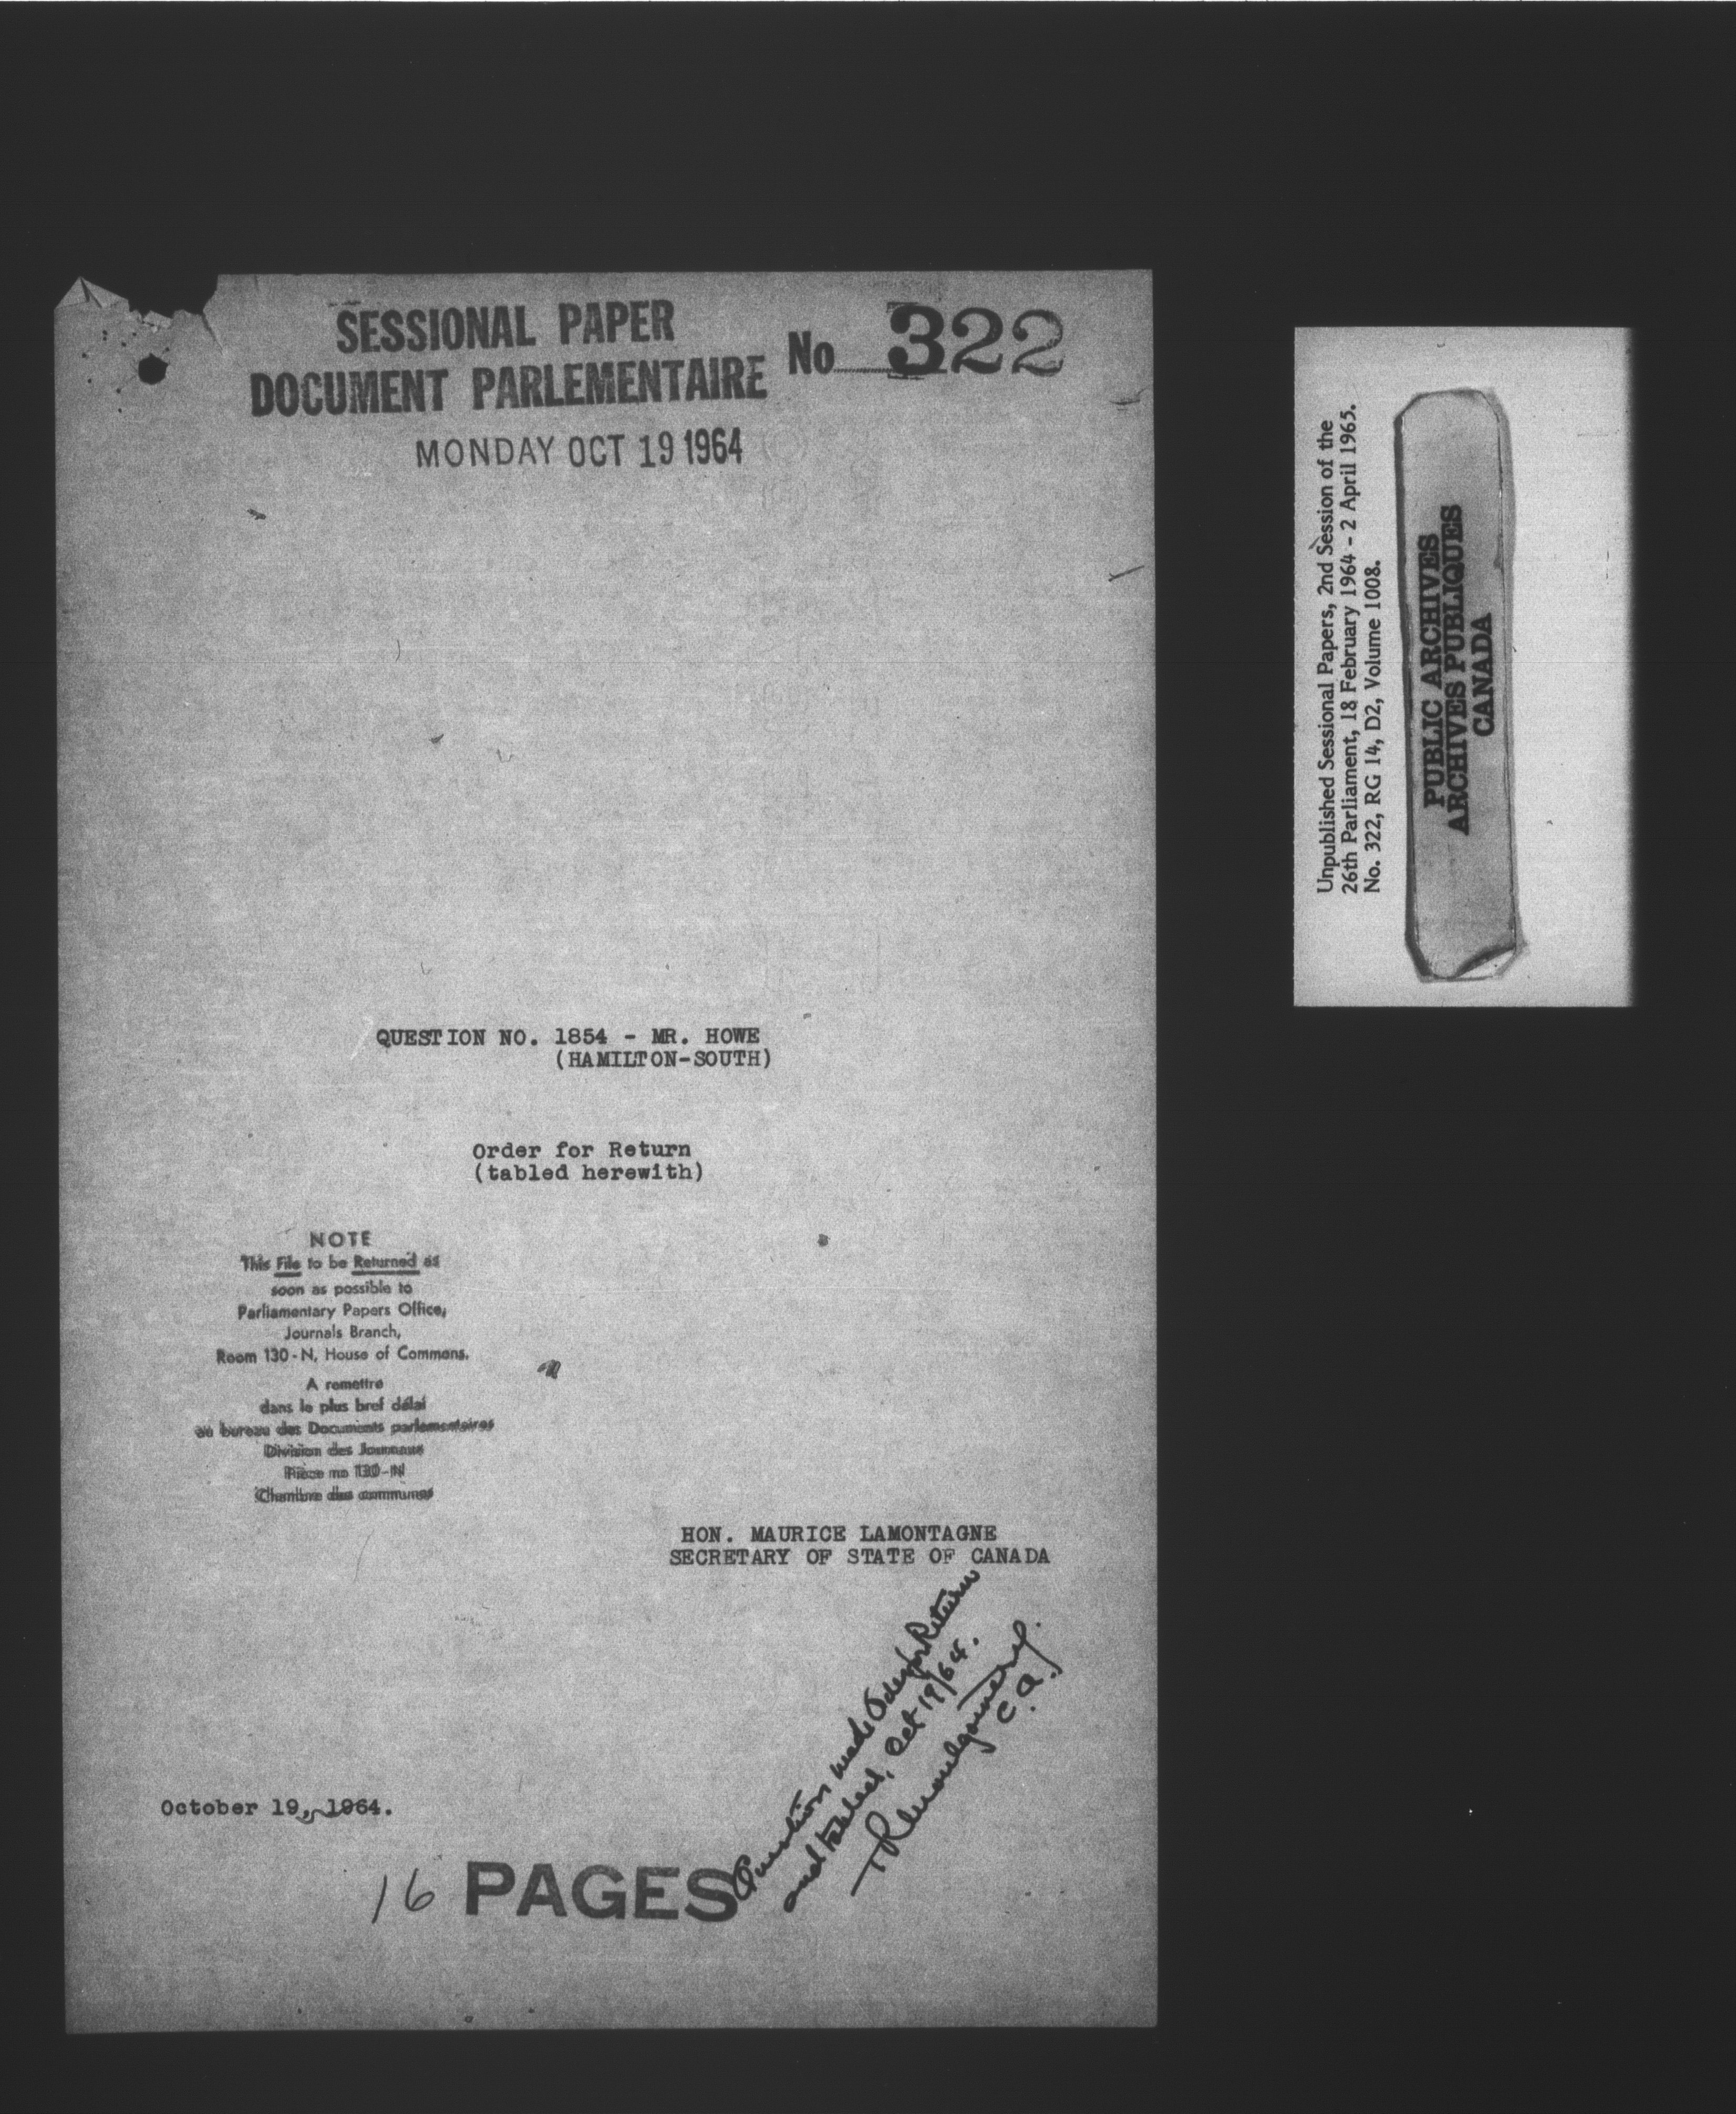 SESSIONAL PAPER
DOCUMENT PARLEMENTAIRE
No 322
MONDAY OCT 19 1964
QUESTION NO. 1854 - MR. HOWE
(HAMILTON-SOUTH)
Order for Return
(tabled herewith)
NOTE
This File to be Returned as
soon as possible to
Parliamentary Papers Office,
Journals Branch,
Room 130-N, House of Commons.
A remettre
dans le plus bref délai
au bureau des Documents parlementaires
Division des Journaux
Pièce no 130-N
Chambre des communes
HON. MAURICE LAMONTAGNE
SECRETARY OF STATE OF CANADA
Question made Order for Return
and tabled, Oct 19/64.
C.A.
October 19, 1964.
16 PAGES
Unpublished Sessional Papers, 2nd Session of the
26th Parliament, 18 February 1964 - 2 April 1965.
No. 322, RG 14, D2, Volume 1008.
PUBLIC ARCHIVES
ARCHIVES PUBLIQUES
CANADA